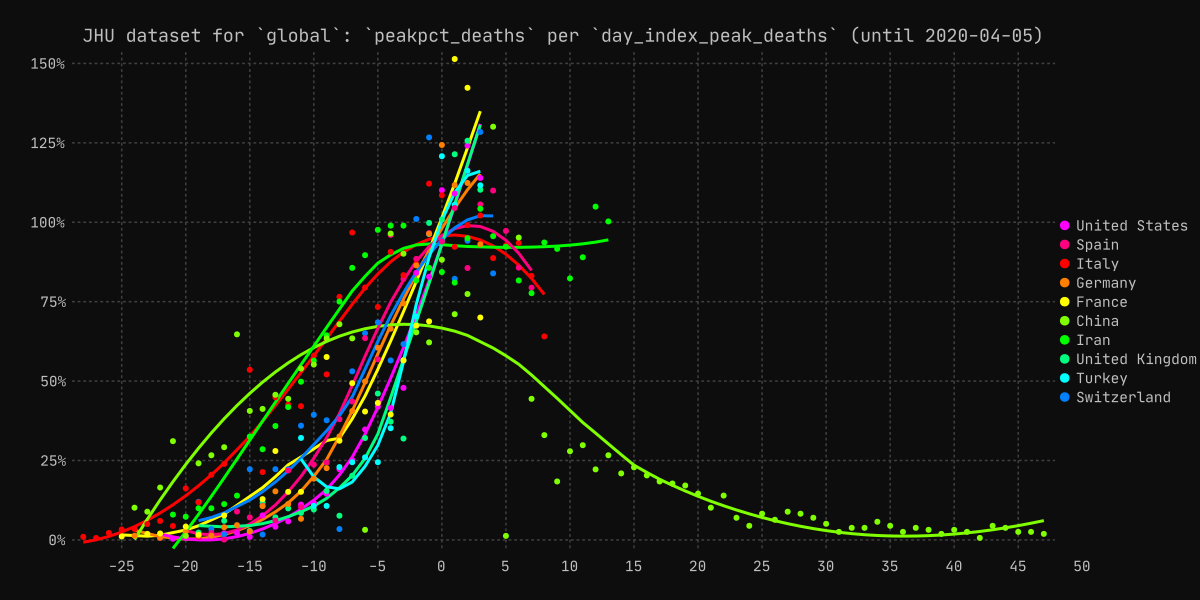 JHU dataset for `global`: `peakpct_deaths` per `day_index_peak_deaths` (until 2020-04-05)
150%
125%
100%
75%
50%
25%
0%
United States
Spain
Italy
Germany
France
China
Iran
United Kingdom
Turkey
Switzerland
-25 -20 -15 -10 -5 0 5 10 15 20 25 30 35 40 45 50